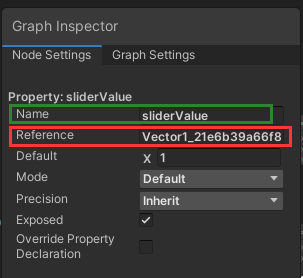 Graph Inspector
Node Settings Graph Settings
Property: sliderValue
Name sliderValue
Reference Vector1_21e6b39a66f8
Default X 1
Mode Default
Precision Inherit
Exposed
Override Property
Declaration